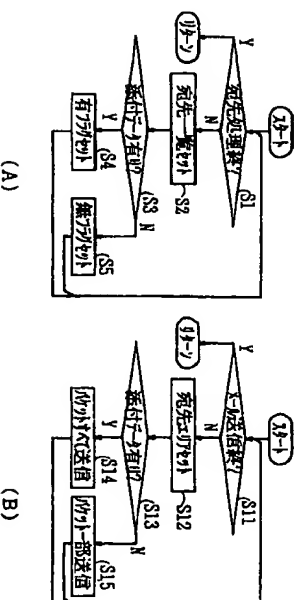 スタート
宛先処理終?
S1
Y
リターン
N
宛先一覧セット
S2
添付データ有り?
S3
Y
N
有フラグセット
S4
無フラグセット
S5
(A)
スタート
メール送信終?
S11
Y
リターン
N
宛先エリアセット
S12
添付データ有り?
S13
Y
N
パケットすべて送信
S14
パケット一部送信
S15
(B)